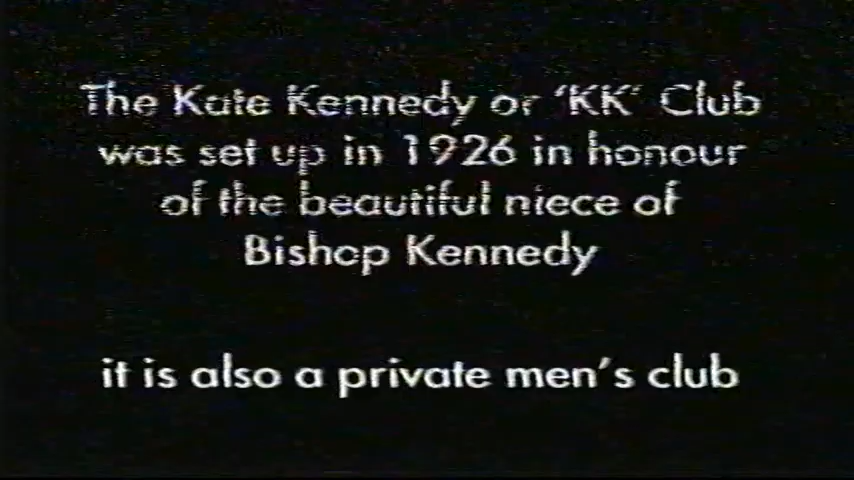 The Kate Kennedy or ‘KK’ Club
was set up in 1926 in honour
of the beautiful niece of
Bishop Kennedy
it is also a private men’s club